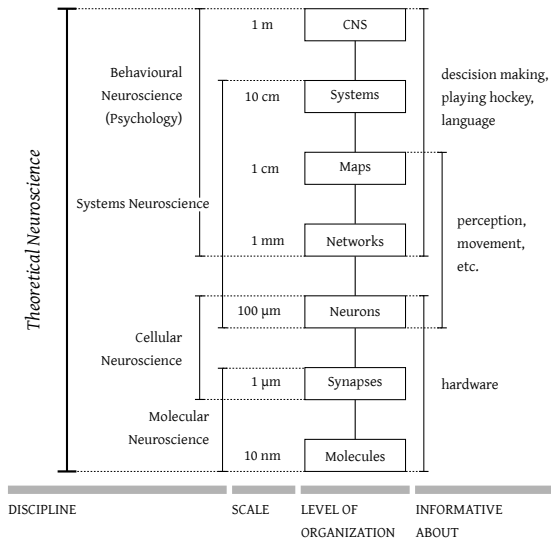 Theoretical Neuroscience
Behavioural
Neuroscience
(Psychology)
Systems Neuroscience
Cellular
Neuroscience
Molecular
Neuroscience
1 m
10 cm
1 cm
1 mm
100 μm
1 μm
10 nm
CNS
Systems
Maps
Networks
Neurons
Synapses
Molecules
descision making,
playing hockey,
language
perception,
movement,
etc.
hardware
DISCIPLINE
SCALE
LEVEL OF
ORGANIZATION
INFORMATIVE
ABOUT